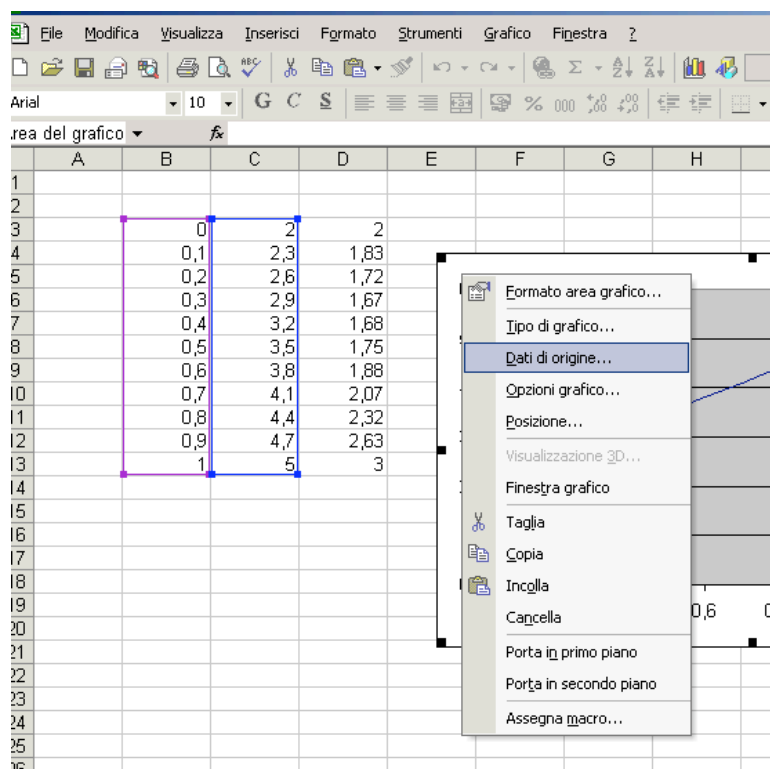 File Modifica Visualizza Inserisci Formato Strumenti Grafico Finestra ?
Arial 10 G C S % 000
rea del grafico fx
A B C D E F G H
1
2
3 0 2 2
4 0,1 2,3 1,83
5 0,2 2,6 1,72
6 0,3 2,9 1,67
7 0,4 3,2 1,68
8 0,5 3,5 1,75
9 0,6 3,8 1,88
10 0,7 4,1 2,07
11 0,8 4,4 2,32
12 0,9 4,7 2,63
13 1 5 3
14
15
16
17
18
19
20
21
22
23
24
25
Formato area grafico...
Tipo di grafico...
Dati di origine...
Opzioni grafico...
Posizione...
Visualizzazione 3D...
Finestra grafico
Taglia
Copia
Incolla
Cancella
Porta in primo piano
Porta in secondo piano
Assegna macro...
0,6